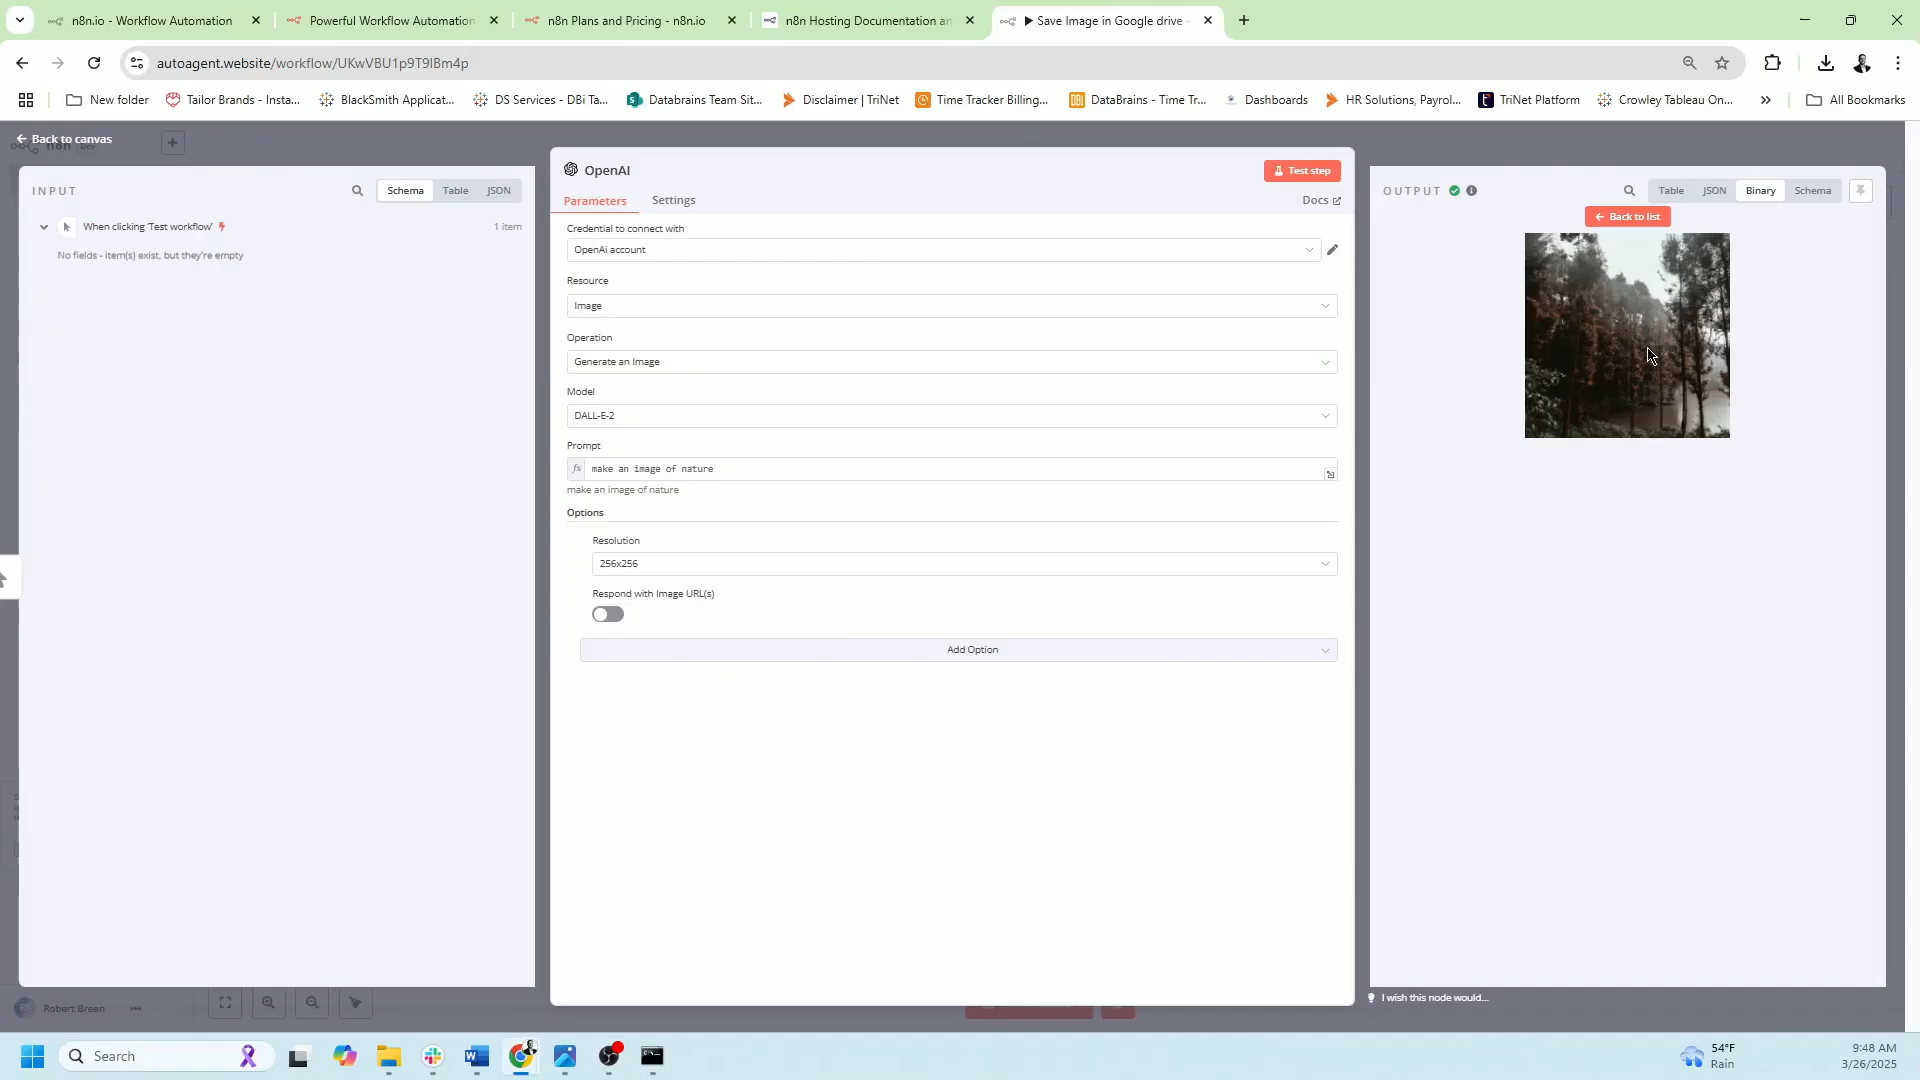 n8n.io - Workflow Automation
Powerful Workflow Automation
n8n Plans and Pricing - n8n.io
n8n Hosting Documentation an
▶ Save Image in Google drive -
autoagent.website/workflow/UKwVBU1p9T9IBm4p
New folder
Tailor Brands - Insta...
BlackSmith Applicat...
DS Services - DBi Ta...
Databrains Team Sit...
Disclaimer | TriNet
Time Tracker Billing...
DataBrains - Time Tr...
Dashboards
HR Solutions, Payrol...
TriNet Platform
Crowley Tableau On...
All Bookmarks
Back to canvas
n8n
INPUT
Schema
Table
JSON
When clicking 'Test workflow'
1 item
No fields - item(s) exist, but they're empty
OpenAI
Test step
Parameters
Settings
Docs
Credential to connect with
OpenAi account
Resource
Image
Operation
Generate an Image
Model
DALL-E-2
Prompt
fx make an image of nature
make an image of nature
Options
Resolution
256x256
Respond with Image URL(s)
Add Option
OUTPUT
Table
JSON
Binary
Schema
Back to list
I wish this node would...
Robert Breen
Search
54°F
Rain
9:48 AM
3/26/2025